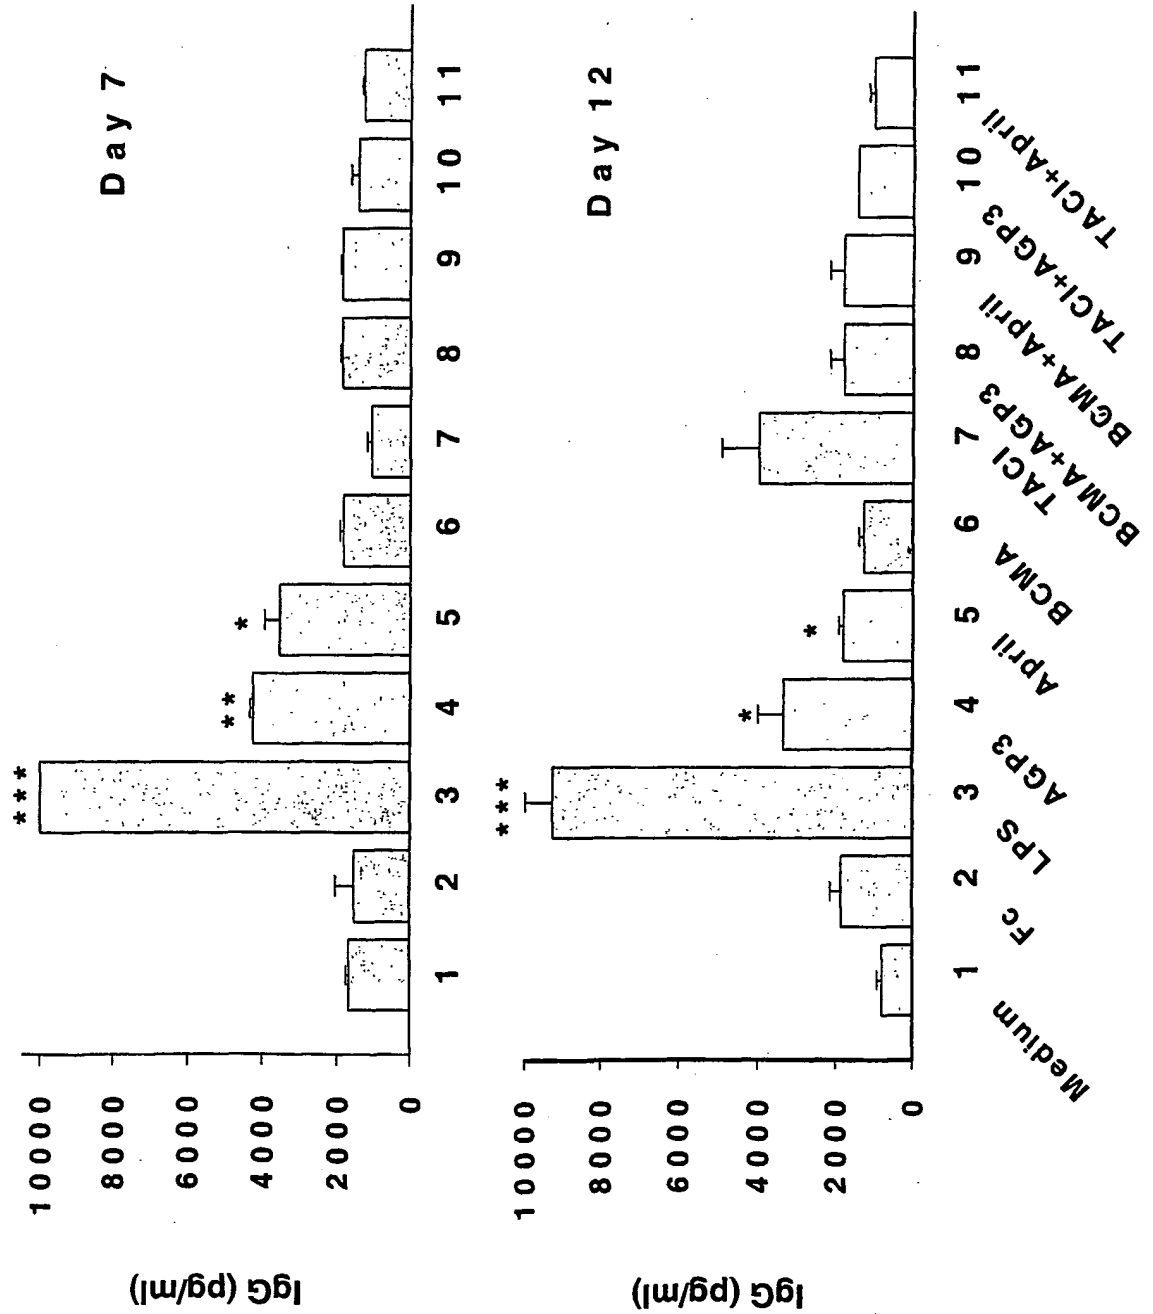 Day 7
IgG (pg/ml)
10000
8000
6000
4000
2000
0
***
**
*
1 2 3 4 5 6 7 8 9 10 11
Day 12
IgG (pg/ml)
10000
8000
6000
4000
2000
0
***
*
*
1 2 3 4 5 6 7 8 9 10 11
Medium
Fc
LPS
AGP3
April
BCMA
TACI
BCMA+AGP3
BCMA+April
TACI+AGP3
TACI+April